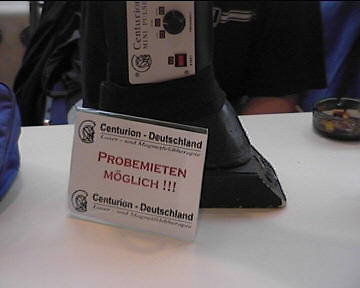 Centurion
MINI PULSE
Centurion - Deutschland
Laser - und Magnetfeldtherapie
PROBEMIETEN
MÖGLICH !!!
Centurion - Deutschland
Laser - und Magnetfeldtherapie